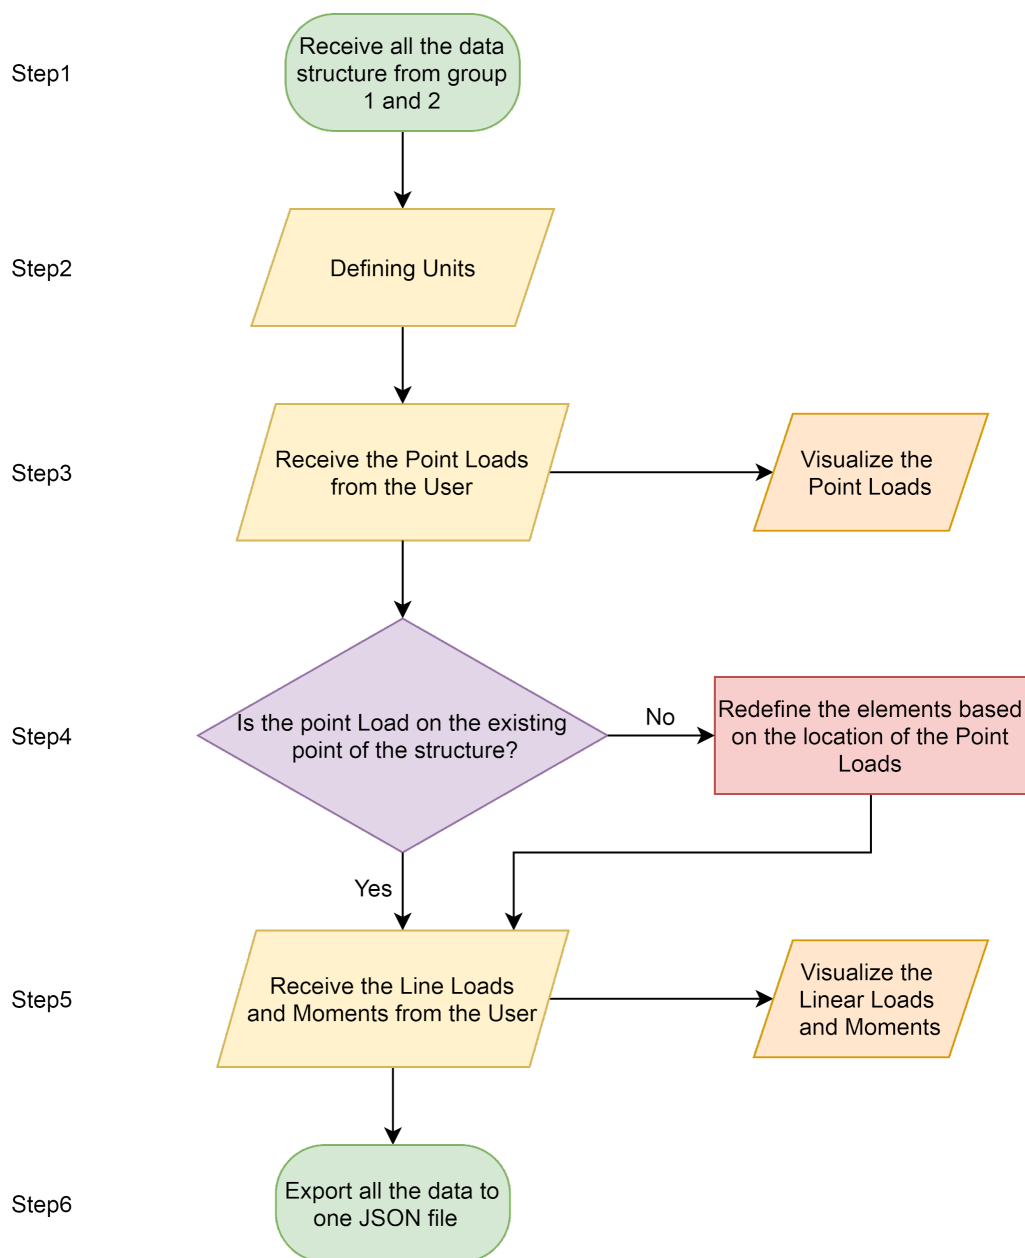 Step1
Receive all the data
structure from group
1 and 2
Step2
Defining Units
Step3
Receive the Point Loads
from the User
Visualize the
Point Loads
Step4
Is the point Load on the existing
point of the structure?
No
Redefine the elements based
on the location of the Point
Loads
Yes
Step5
Receive the Line Loads
and Moments from the User
Visualize the
Linear Loads
and Moments
Step6
Export all the data to
one JSON file